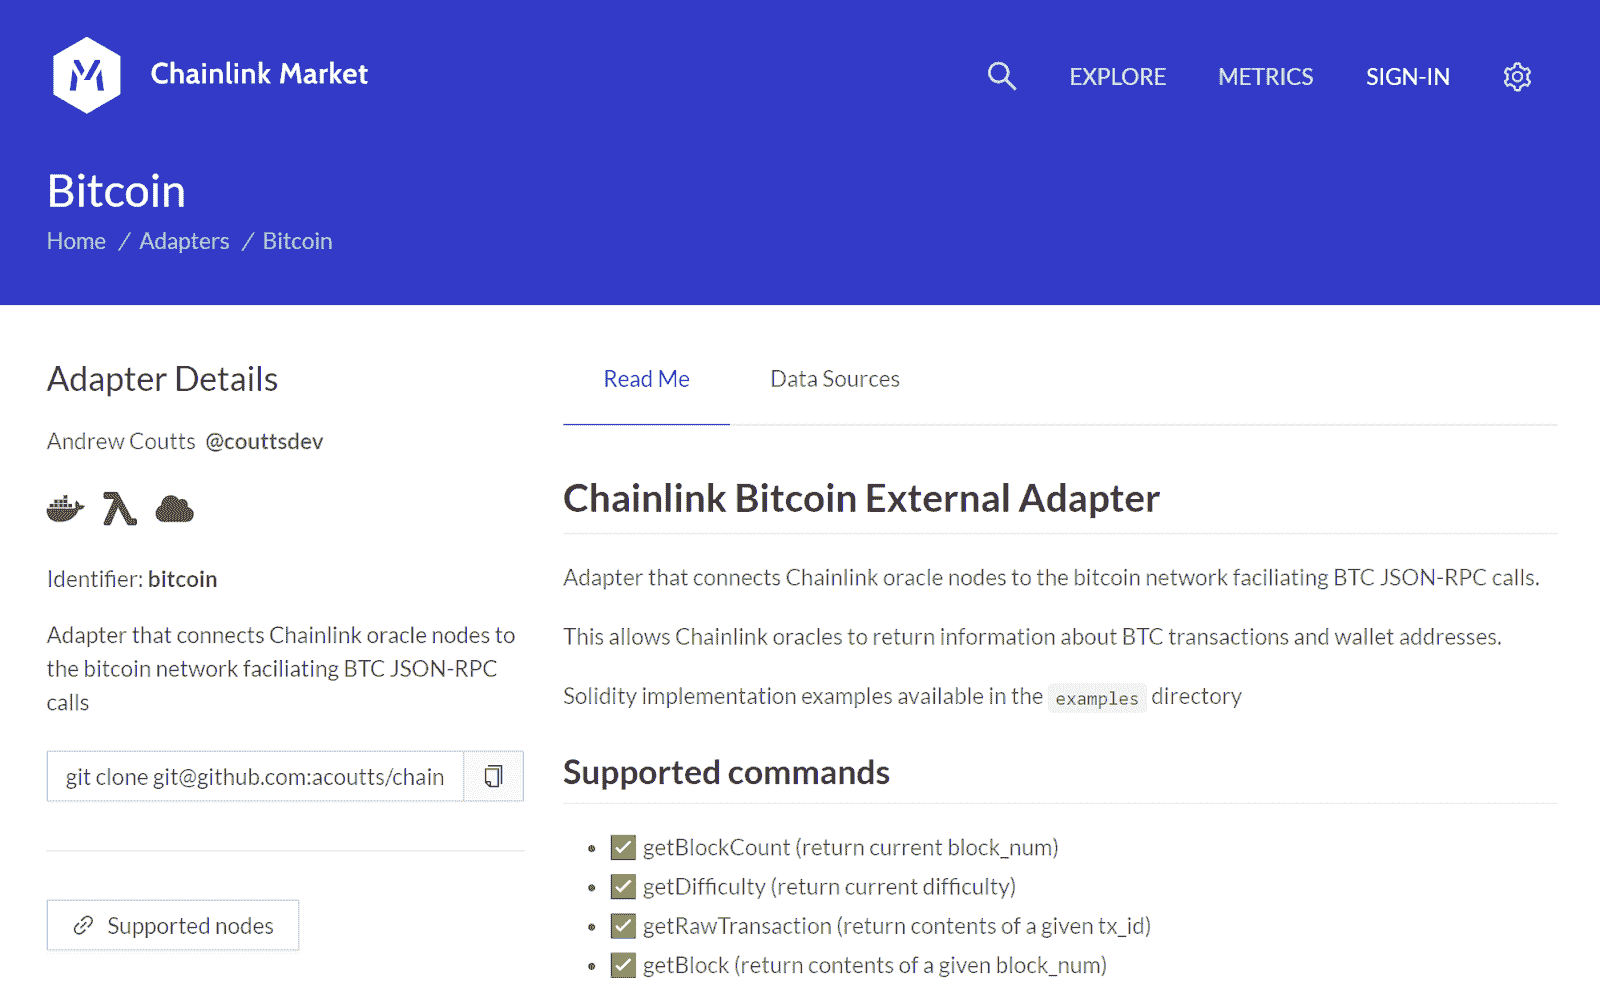 Chainlink Market
EXPLORE
METRICS
SIGN-IN
Bitcoin
Home / Adapters / Bitcoin
Adapter Details
Andrew Coutts @couttsdev
Identifier: bitcoin
Adapter that connects Chainlink oracle nodes to
the bitcoin network faciliating BTC JSON-RPC
calls
git clone git@github.com:acoutts/chain
Supported nodes
Read Me
Data Sources
Chainlink Bitcoin External Adapter
Adapter that connects Chainlink oracle nodes to the bitcoin network faciliating BTC JSON-RPC calls.
This allows Chainlink oracles to return information about BTC transactions and wallet addresses.
Solidity implementation examples available in the examples directory
Supported commands
• ✅ getBlockCount (return current block_num)
• ✅ getDifficulty (return current difficulty)
• ✅ getRawTransaction (return contents of a given tx_id)
• ✅ getBlock (return contents of a given block_num)